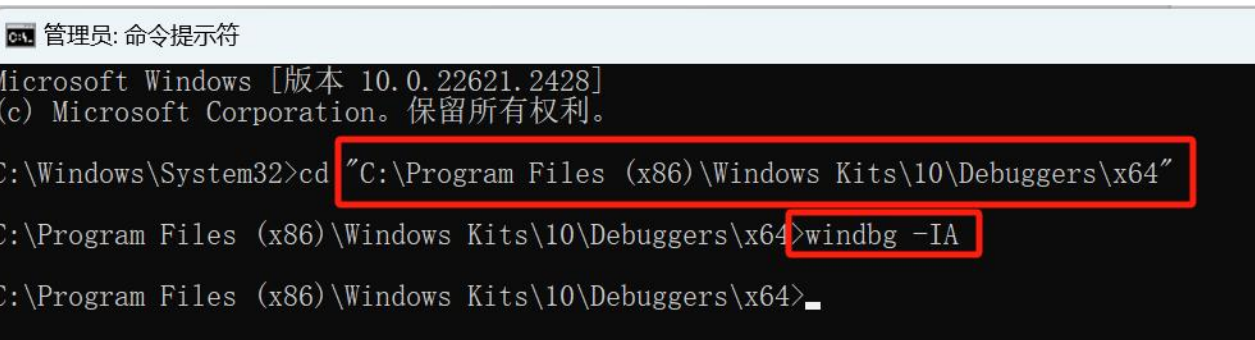 管理员: 命令提示符
Microsoft Windows [版本 10.0.22621.2428]
(c) Microsoft Corporation。保留所有权利。
C:\Windows\System32>cd "C:\Program Files (x86)\Windows Kits\10\Debuggers\x64"
C:\Program Files (x86)\Windows Kits\10\Debuggers\x64>windbg -IA
C:\Program Files (x86)\Windows Kits\10\Debuggers\x64>